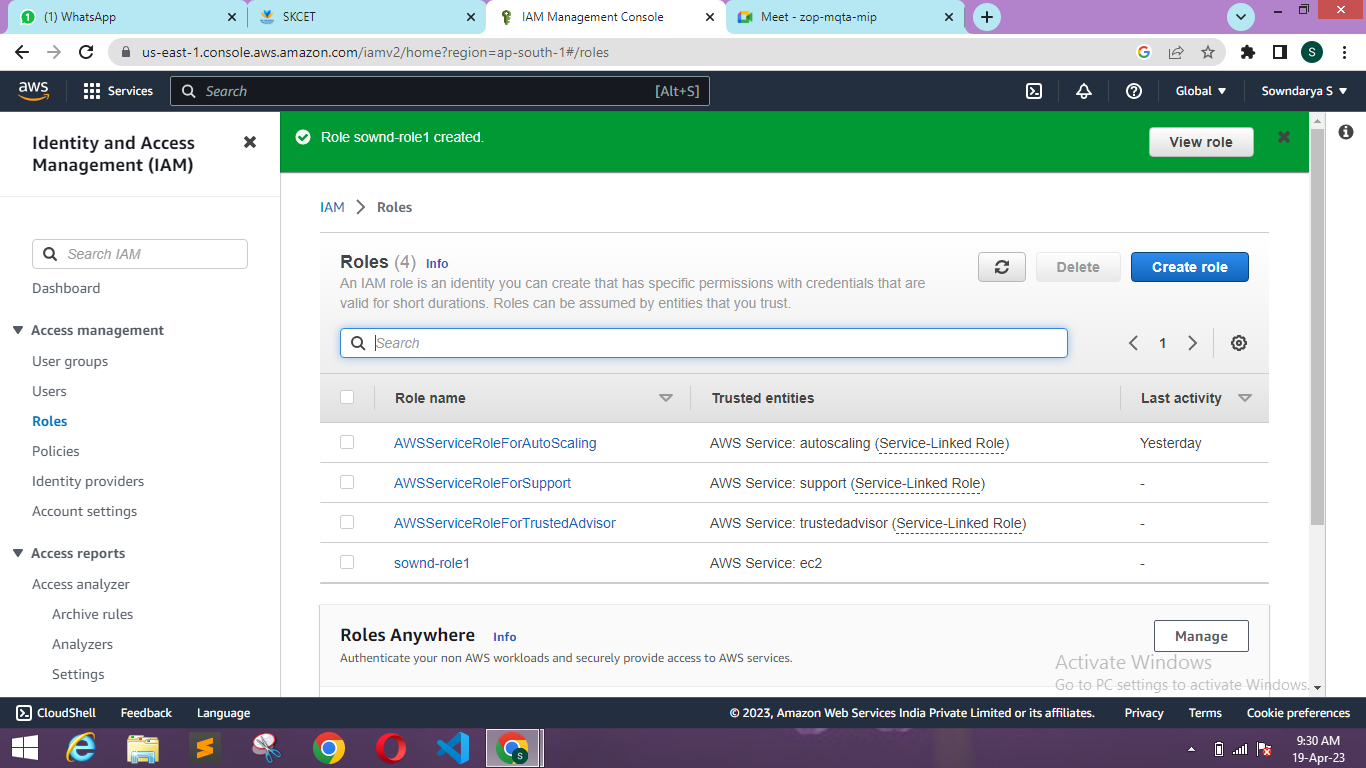 (1) WhatsApp
SKCET
IAM Management Console
Meet - zop-mqta-mip
us-east-1.console.aws.amazon.com/iamv2/home?region=ap-south-1#/roles
S
aws
Services
Search
[Alt+S]
Global
Sowndarya S
Identity and Access
Management (IAM)
Search IAM
Dashboard
Access management
User groups
Users
Roles
Policies
Identity providers
Account settings
Access reports
Access analyzer
Archive rules
Analyzers
Settings
Role sownd-role1 created.
View role
IAM > Roles
Roles (4) Info
An IAM role is an identity you can create that has specific permissions with credentials that are
valid for short durations. Roles can be assumed by entities that you trust.
Delete
Create role
Search
1
Role name Trusted entities Last activity
AWSServiceRoleForAutoScaling AWS Service: autoscaling (Service-Linked Role) Yesterday
AWSServiceRoleForSupport AWS Service: support (Service-Linked Role) -
AWSServiceRoleForTrustedAdvisor AWS Service: trustedadvisor (Service-Linked Role) -
sownd-role1 AWS Service: ec2 -
Roles Anywhere Info
Authenticate your non AWS workloads and securely provide access to AWS services.
Manage
Activate Windows
Go to PC settings to activate Windows.
CloudShell Feedback Language
© 2023, Amazon Web Services India Private Limited or its affiliates. Privacy Terms Cookie preferences
S
9:30 AM
19-Apr-23